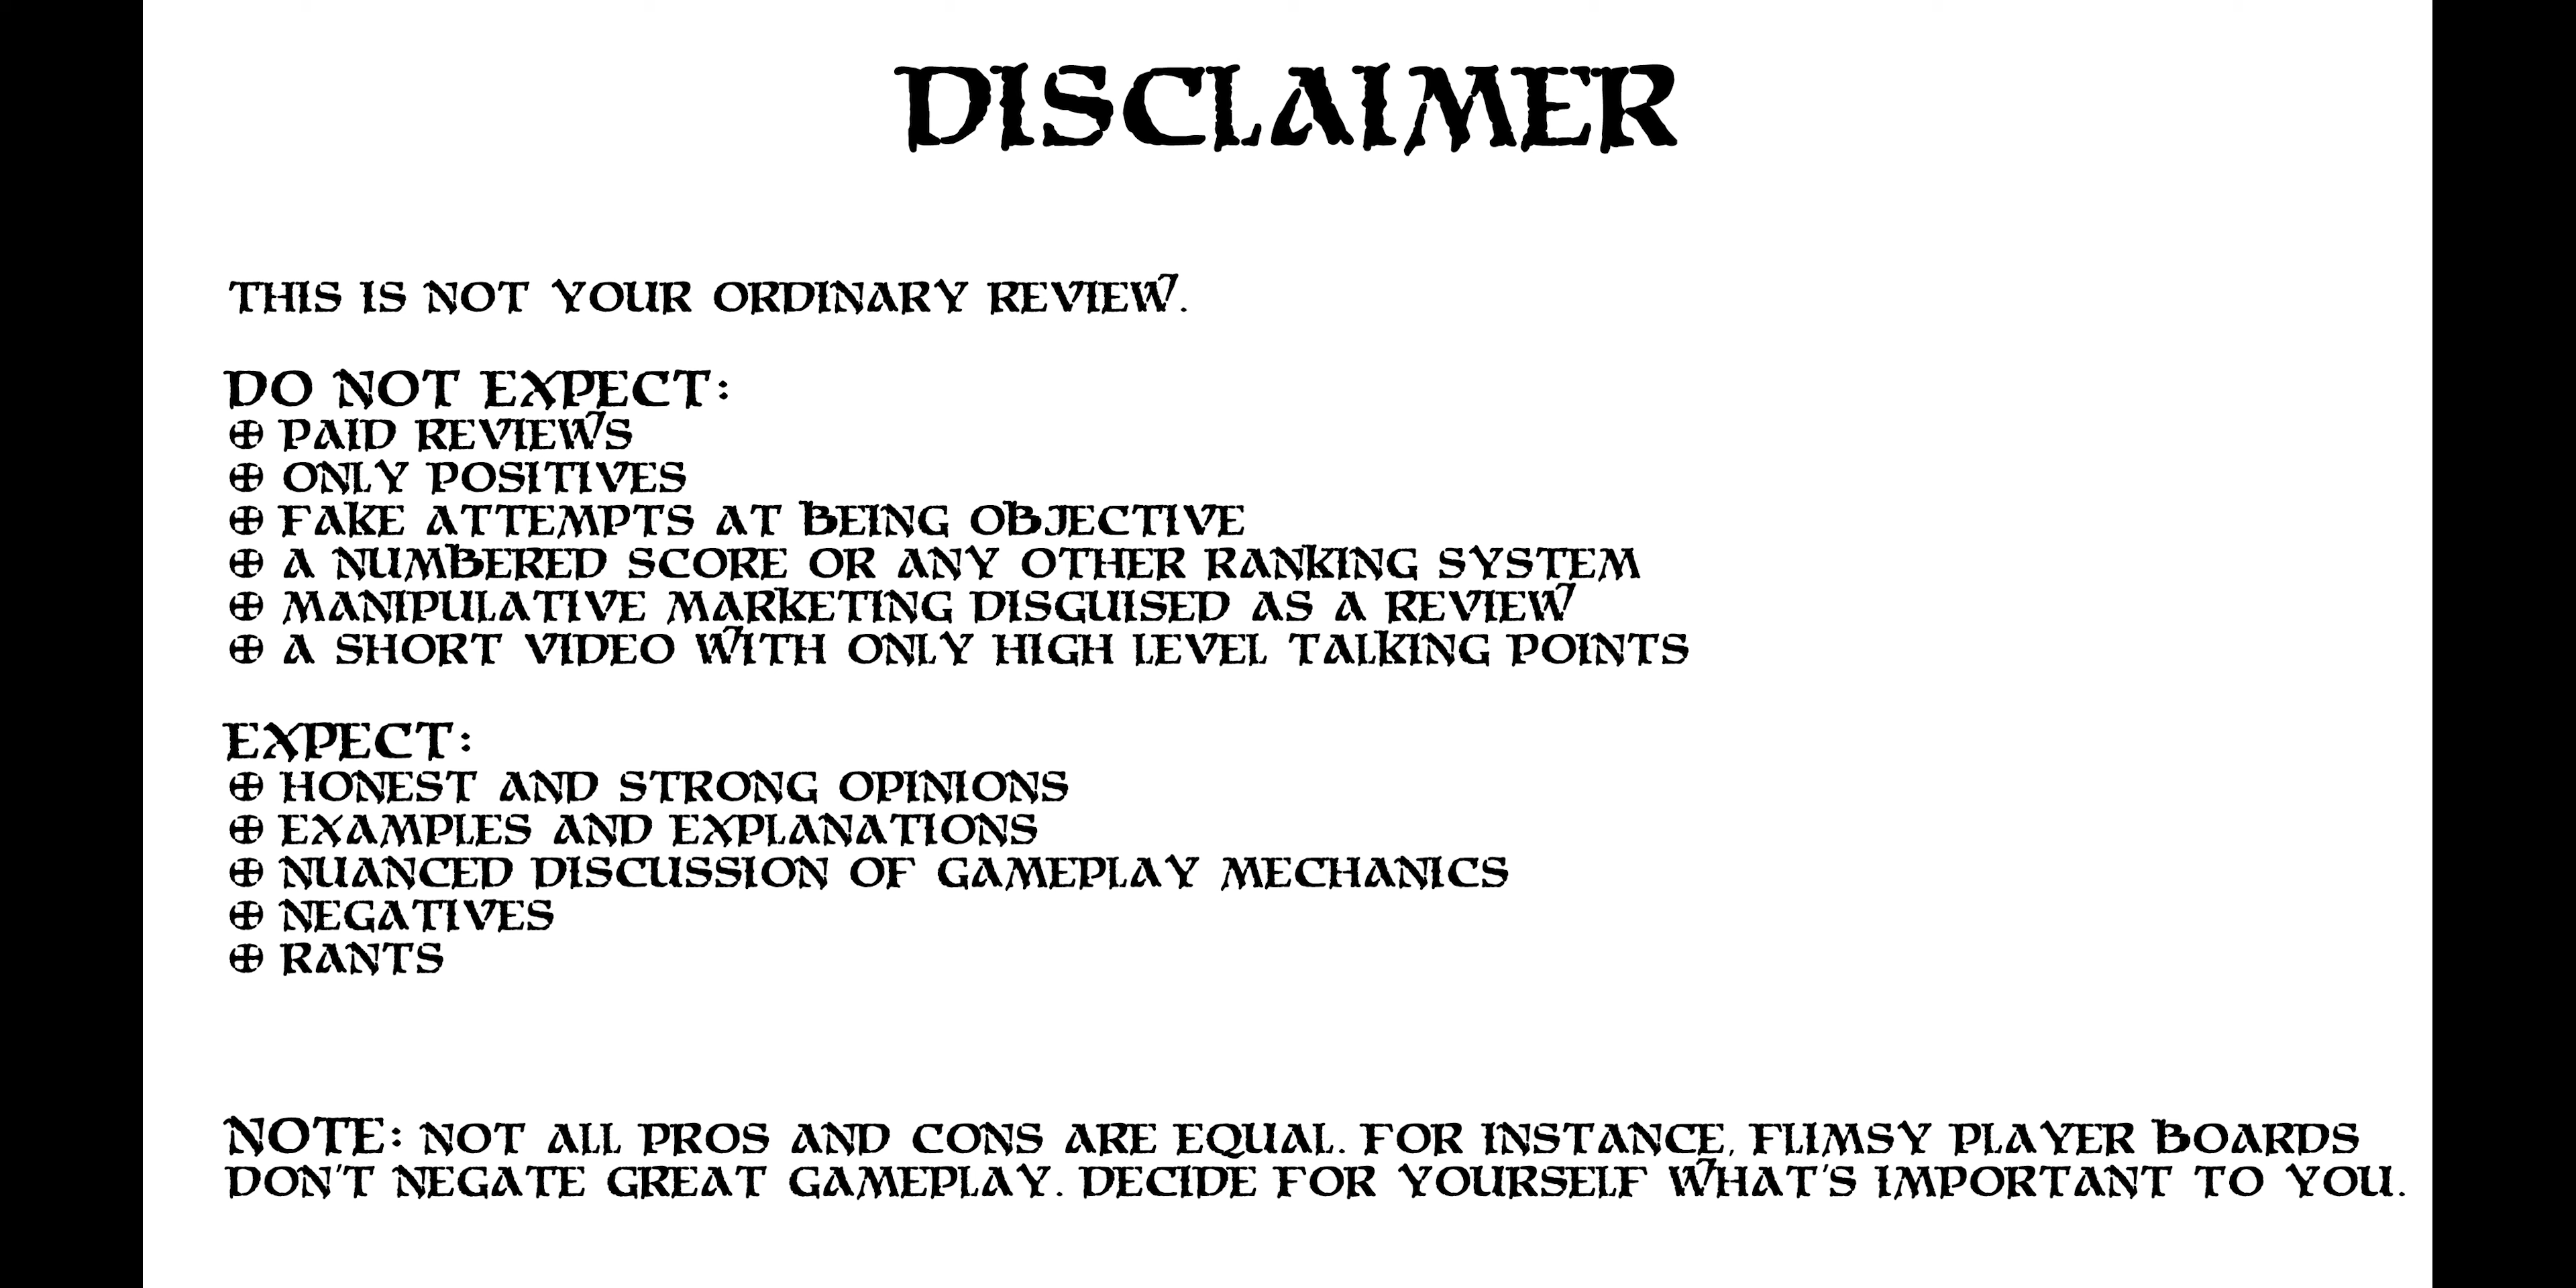 DISCLAIMER
THIS IS NOT YOUR ORDINARY REVIEW.
DO NOT EXPECT:
⊕ PAID REVIEWS
⊕ ONLY POSITIVES
⊕ FAKE ATTEMPTS AT BEING OBJECTIVE
⊕ A NUMBERED SCORE OR ANY OTHER RANKING SYSTEM
⊕ MANIPULATIVE MARKETING DISGUISED AS A REVIEW
⊕ A SHORT VIDEO WITH ONLY HIGH LEVEL TALKING POINTS
EXPECT:
⊕ HONEST AND STRONG OPINIONS
⊕ EXAMPLES AND EXPLANATIONS
⊕ NUANCED DISCUSSION OF GAMEPLAY MECHANICS
⊕ NEGATIVES
⊕ RANTS
NOTE: NOT ALL PROS AND CONS ARE EQUAL. FOR INSTANCE, FLIMSY PLAYER BOARDS
DON'T NEGATE GREAT GAMEPLAY. DECIDE FOR YOURSELF WHAT'S IMPORTANT TO YOU.